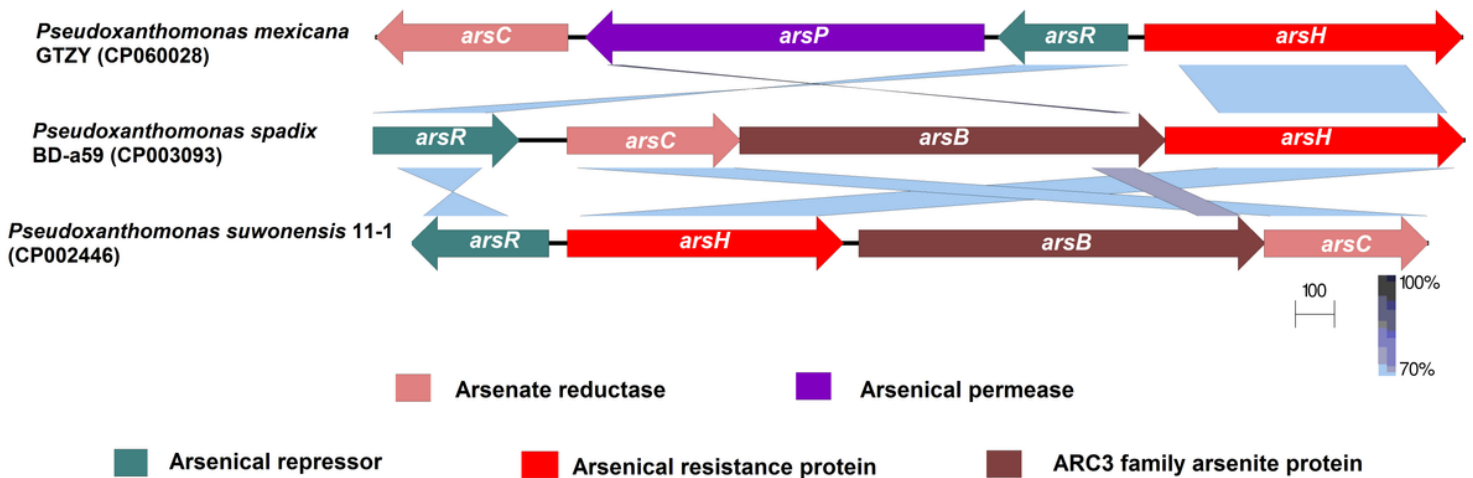 Pseudoxanthomonas mexicana
GTZY (CP060028)
arsC arsP arsR arsH
Pseudoxanthomonas spadix
BD-a59 (CP003093)
arsR arsC arsB arsH
Pseudoxanthomonas suwonensis 11-1
(CP002446)
arsR arsH arsB arsC
100
100%
70%
Arsenate reductase Arsenical permease
Arsenical repressor Arsenical resistance protein ARC3 family arsenite protein